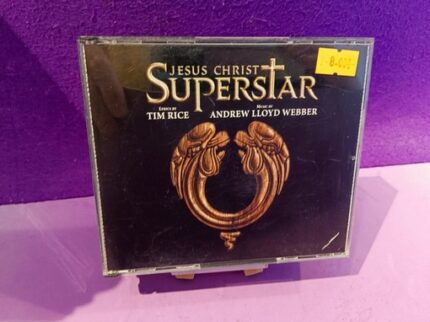 JESUS CHRIST
SUPERSTAR
LYRICS BY
TIM RICE
MUSIC BY
ANDREW LLOYD WEBBER